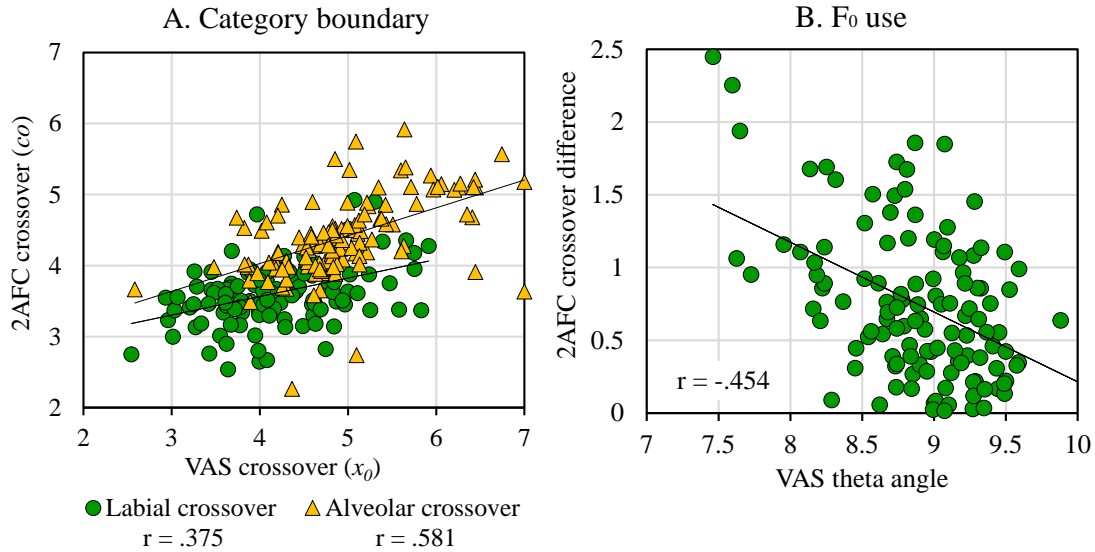 A. Category boundary
7
6
5
4
3
2
2AFC crossover (co)
2 3 4 5 6 7
VAS crossover (x₀)
Labial crossover
r = .375
Alveolar crossover
r = .581
B. F₀ use
2.5
2
1.5
1
0.5
0
2AFC crossover difference
r = -.454
7 7.5 8 8.5 9 9.5 10
VAS theta angle